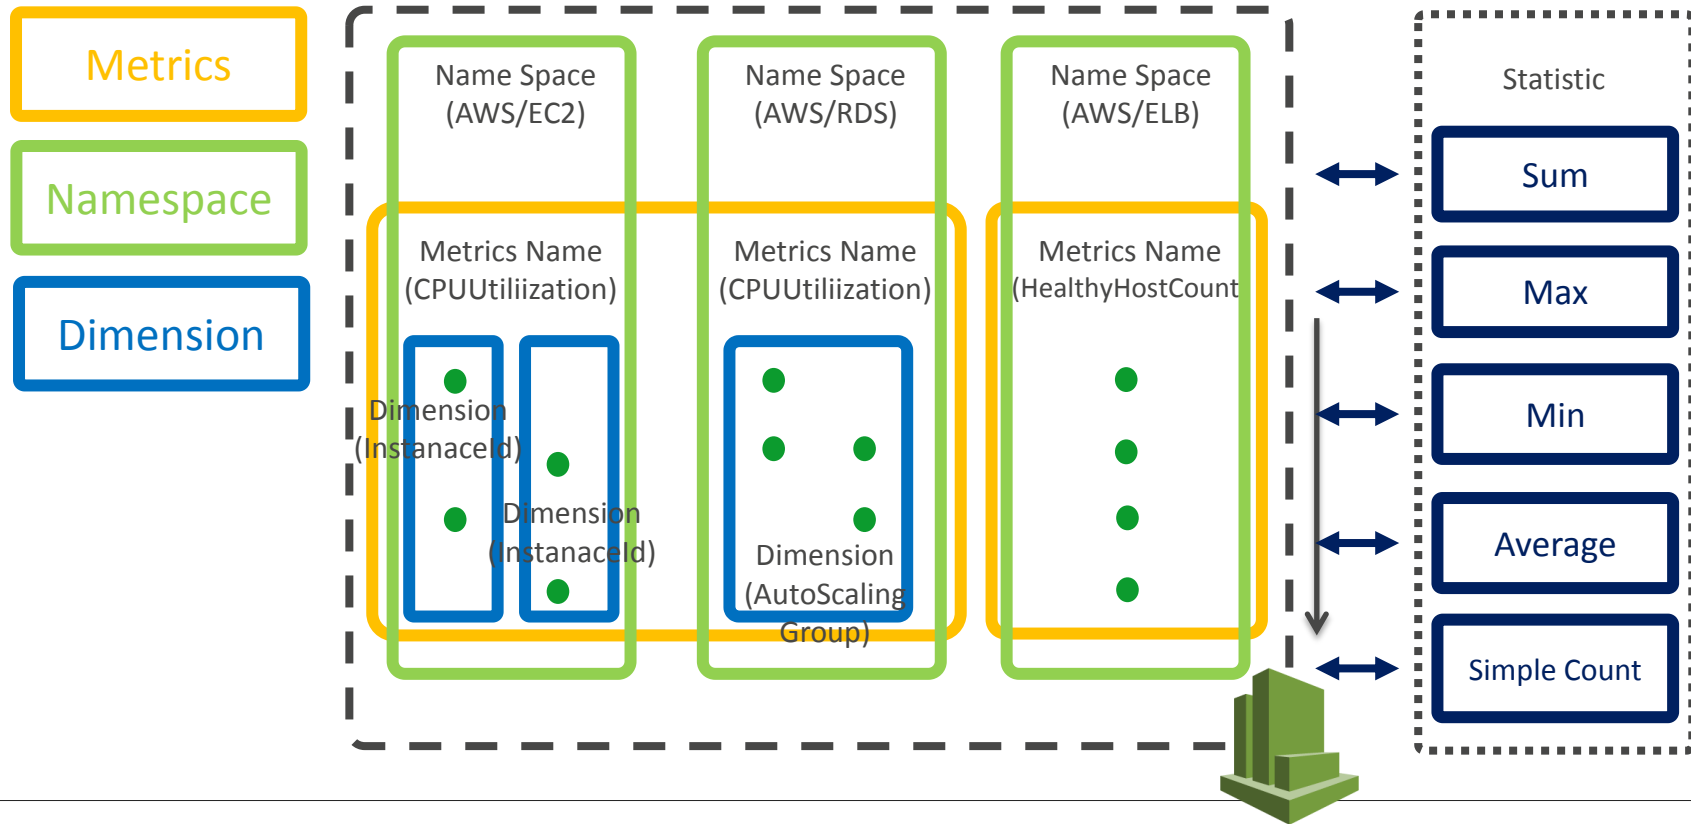 Metrics
Namespace
Dimension
Name Space
(AWS/EC2)
Metrics Name
(CPUUtiliization)
Dimension
(InstanaceId)
Dimension
(InstanaceId)
Name Space
(AWS/RDS)
Metrics Name
(CPUUtiliization)
Dimension
(AutoScaling
Group)
Name Space
(AWS/ELB)
Metrics Name
(HealthyHostCount
Statistic
Sum
Max
Min
Average
Simple Count